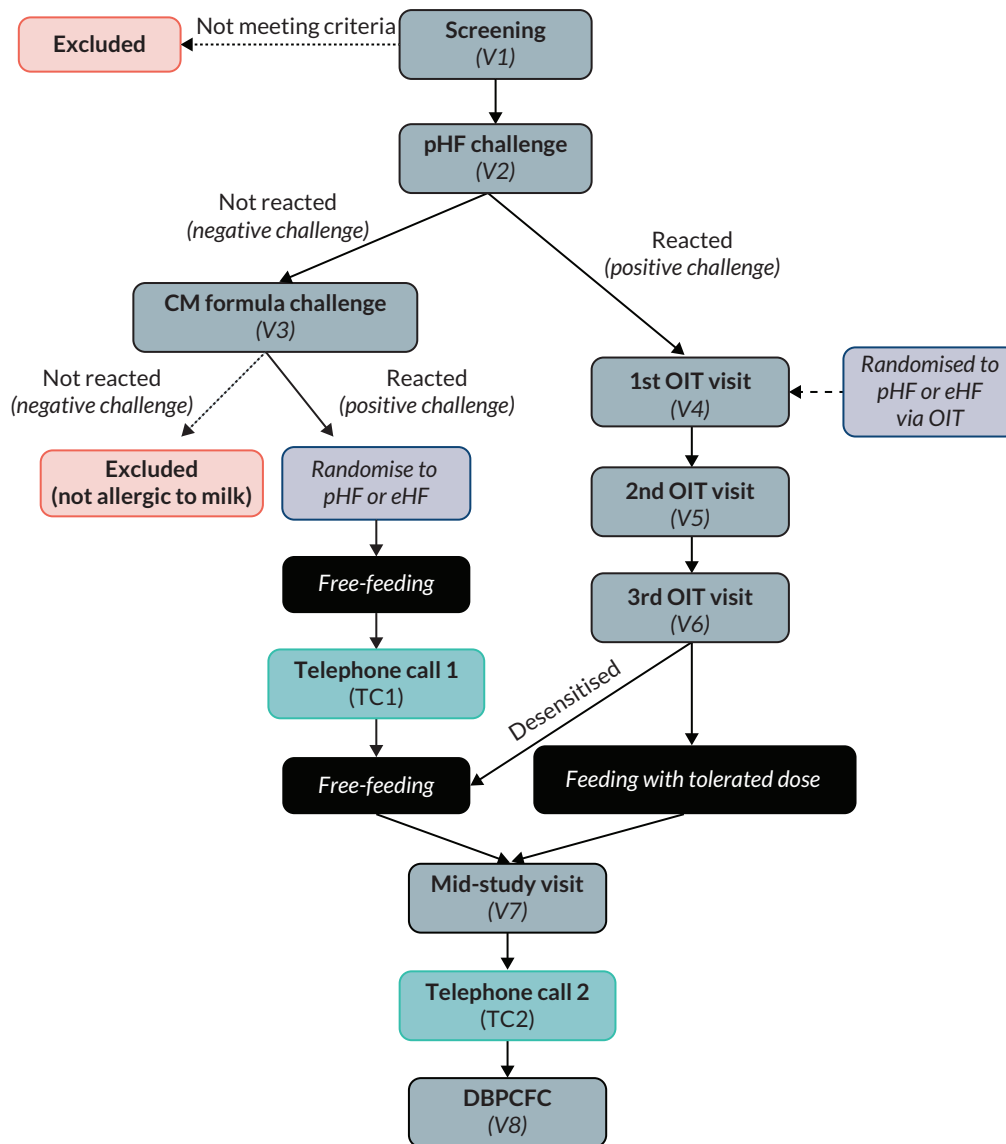 Excluded
Not meeting criteria
Screening
(V1)
pHF challenge
(V2)
Not reacted
(negative challenge)
Reacted
(positive challenge)
CM formula challenge
(V3)
Not reacted
(negative challenge)
Reacted
(positive challenge)
1st OIT visit
(V4)
Randomised to
pHF or eHF
via OIT
Excluded
(not allergic to milk)
Randomise to
pHF or eHF
2nd OIT visit
(V5)
Free-feeding
3rd OIT visit
(V6)
Telephone call 1
(TC1)
Desensitised
Free-feeding
Feeding with tolerated dose
Mid-study visit
(V7)
Telephone call 2
(TC2)
DBPCFC
(V8)